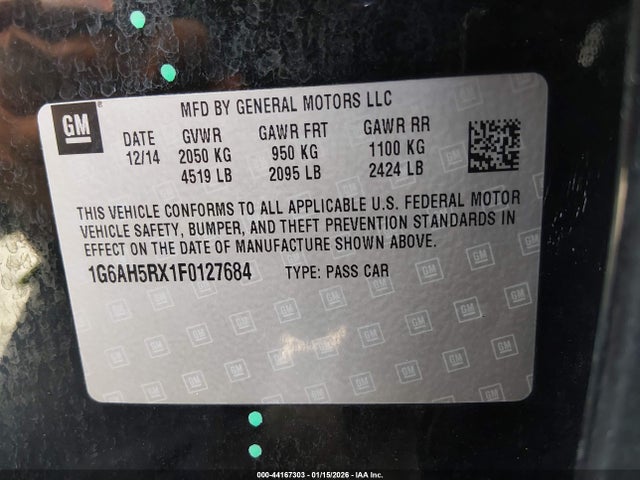 GM
MFD BY GENERAL MOTORS LLC
DATE GVWR GAWR FRT GAWR RR
12/14 2050 KG 950 KG 1100 KG
4519 LB 2095 LB 2424 LB
THIS VEHICLE CONFORMS TO ALL APPLICABLE U.S. FEDERAL MOTOR
VEHICLE SAFETY, BUMPER, AND THEFT PREVENTION STANDARDS IN
EFFECT ON THE DATE OF MANUFACTURE SHOWN ABOVE.
1G6AH5RX1F0127684 TYPE: PASS CAR
000-44167303 - 01/15/2026 - IAA Inc.